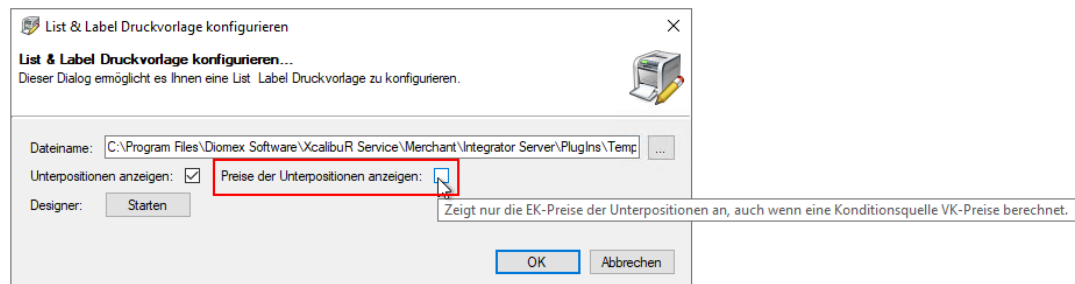 List & Label Druckvorlage konfigurieren
List & Label Druckvorlage konfigurieren...
Dieser Dialog ermöglicht es Ihnen eine List Label Druckvorlage zu konfigurieren.
Dateiname: C:\Program Files\Diomex Software\XcalibuR Service\Merchant\Integrator Server\PlugIns\Temp ...
Unterpositionen anzeigen: Preise der Unterpositionen anzeigen:
Designer: Starten
Zeigt nur die EK-Preise der Unterpositionen an, auch wenn eine Konditionsquelle VK-Preise berechnet.
OK Abbrechen